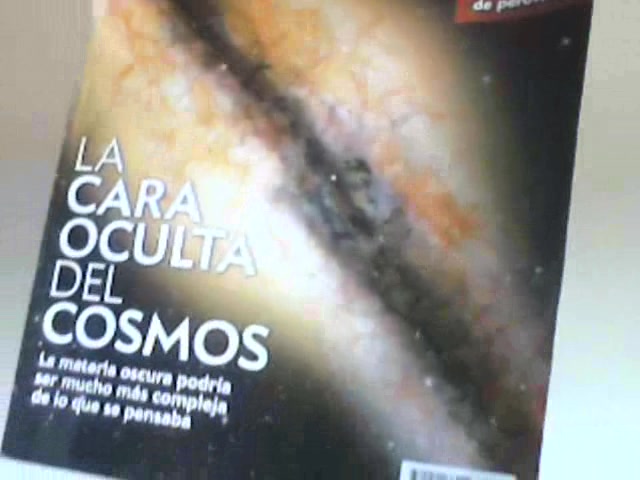 LA
CARA
OCULTA
DEL
COSMOS
La materia oscura podría
ser mucho más compleja
de lo que se pensaba